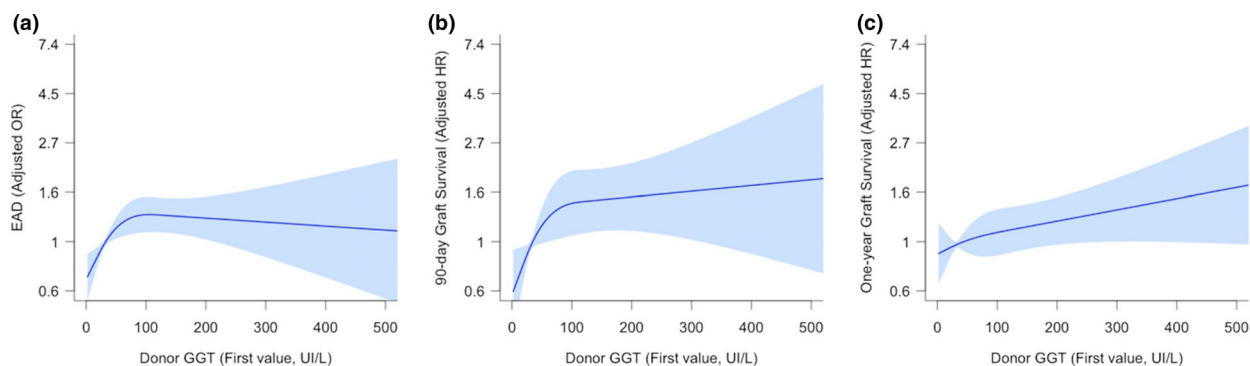 (a)
7.4
4.5
2.7
1.6
1
0.6
EAD (Adjusted OR)
0 100 200 300 400 500
Donor GGT (First value, UI/L)
(b)
7.4
4.5
2.7
1.6
1
0.6
90-day Graft Survival (Adjusted HR)
0 100 200 300 400 500
Donor GGT (First value, UI/L)
(c)
7.4
4.5
2.7
1.6
1
0.6
One-year Graft Survival (Adjusted HR)
0 100 200 300 400 500
Donor GGT (First value, UI/L)